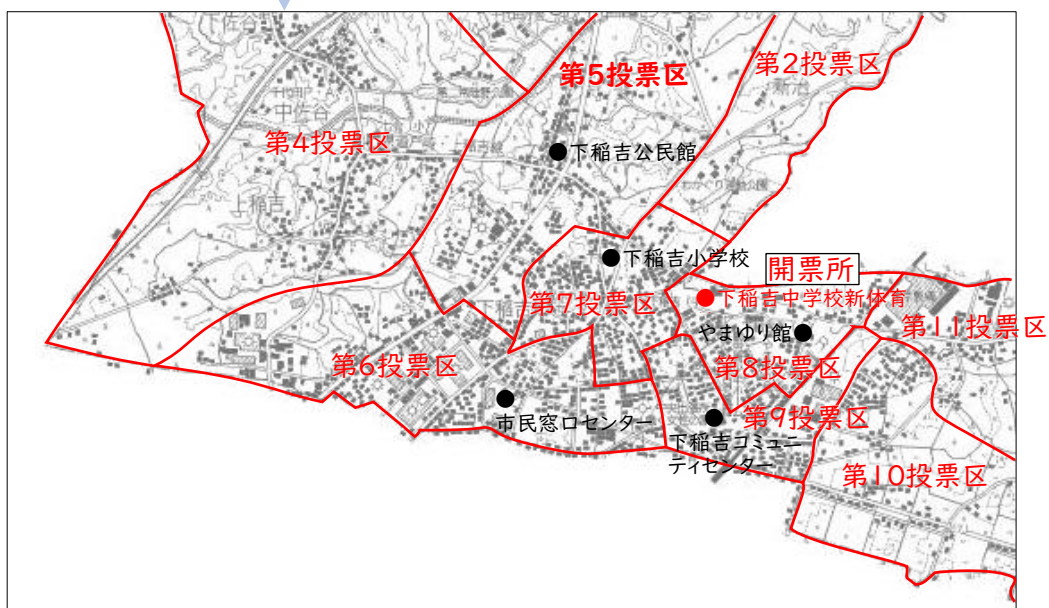 下佐谷
第5投票区
第2投票区
新治
中佐谷
第4投票区
下稲吉公民館
上稲吉
下稲吉小学校
開票所
第7投票区
下稲吉中学校新体育
第11投票区
やまゆり館
第6投票区
第8投票区
市民窓口センター
第9投票区
下稲吉コミュニ
ティセンター
第10投票区